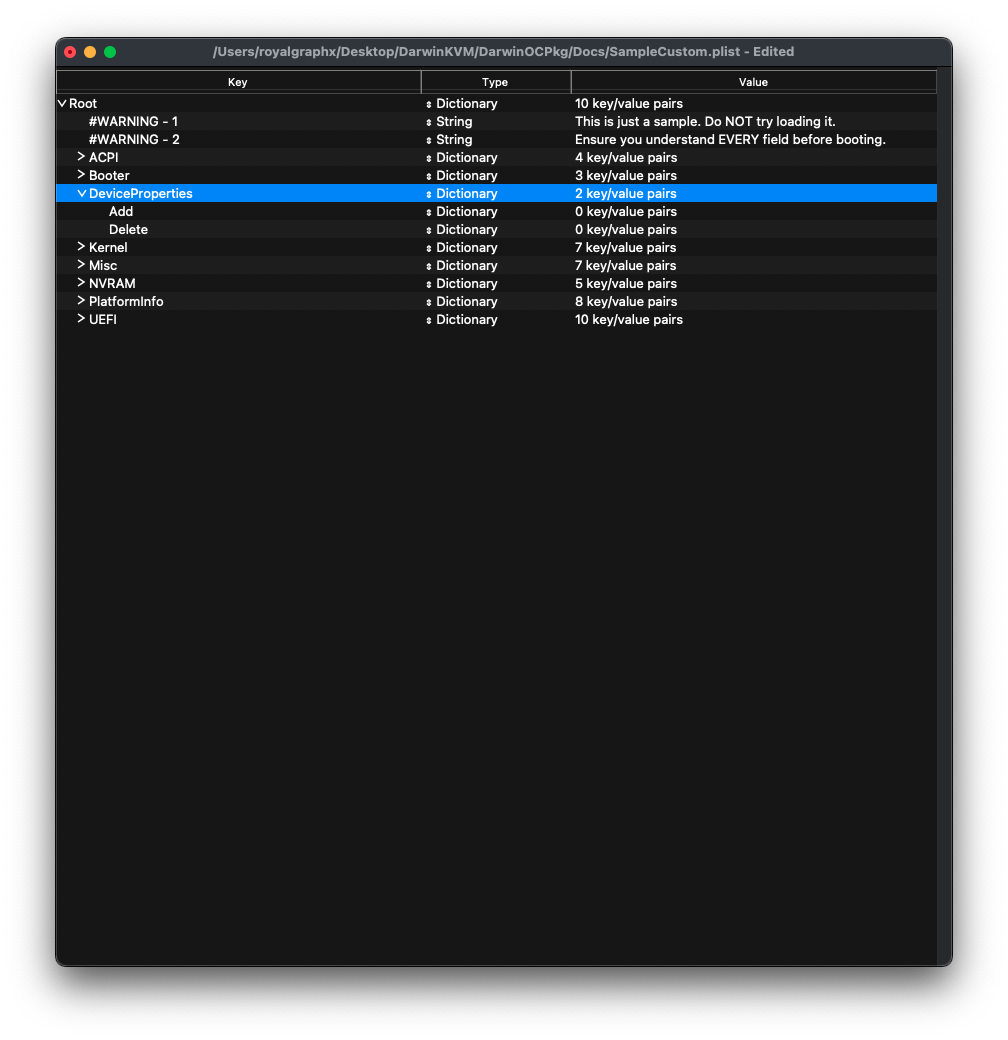 /Users/royalgraphx/Desktop/DarwinKVM/DarwinOCPkg/Docs/SampleCustom.plist - Edited
Key Type Value
Root Dictionary 10 key/value pairs
#WARNING - 1 String This is just a sample. Do NOT try loading it.
#WARNING - 2 String Ensure you understand EVERY field before booting.
ACPI Dictionary 4 key/value pairs
Booter Dictionary 3 key/value pairs
DeviceProperties Dictionary 2 key/value pairs
Add Dictionary 0 key/value pairs
Delete Dictionary 0 key/value pairs
Kernel Dictionary 7 key/value pairs
Misc Dictionary 7 key/value pairs
NVRAM Dictionary 5 key/value pairs
PlatformInfo Dictionary 8 key/value pairs
UEFI Dictionary 10 key/value pairs